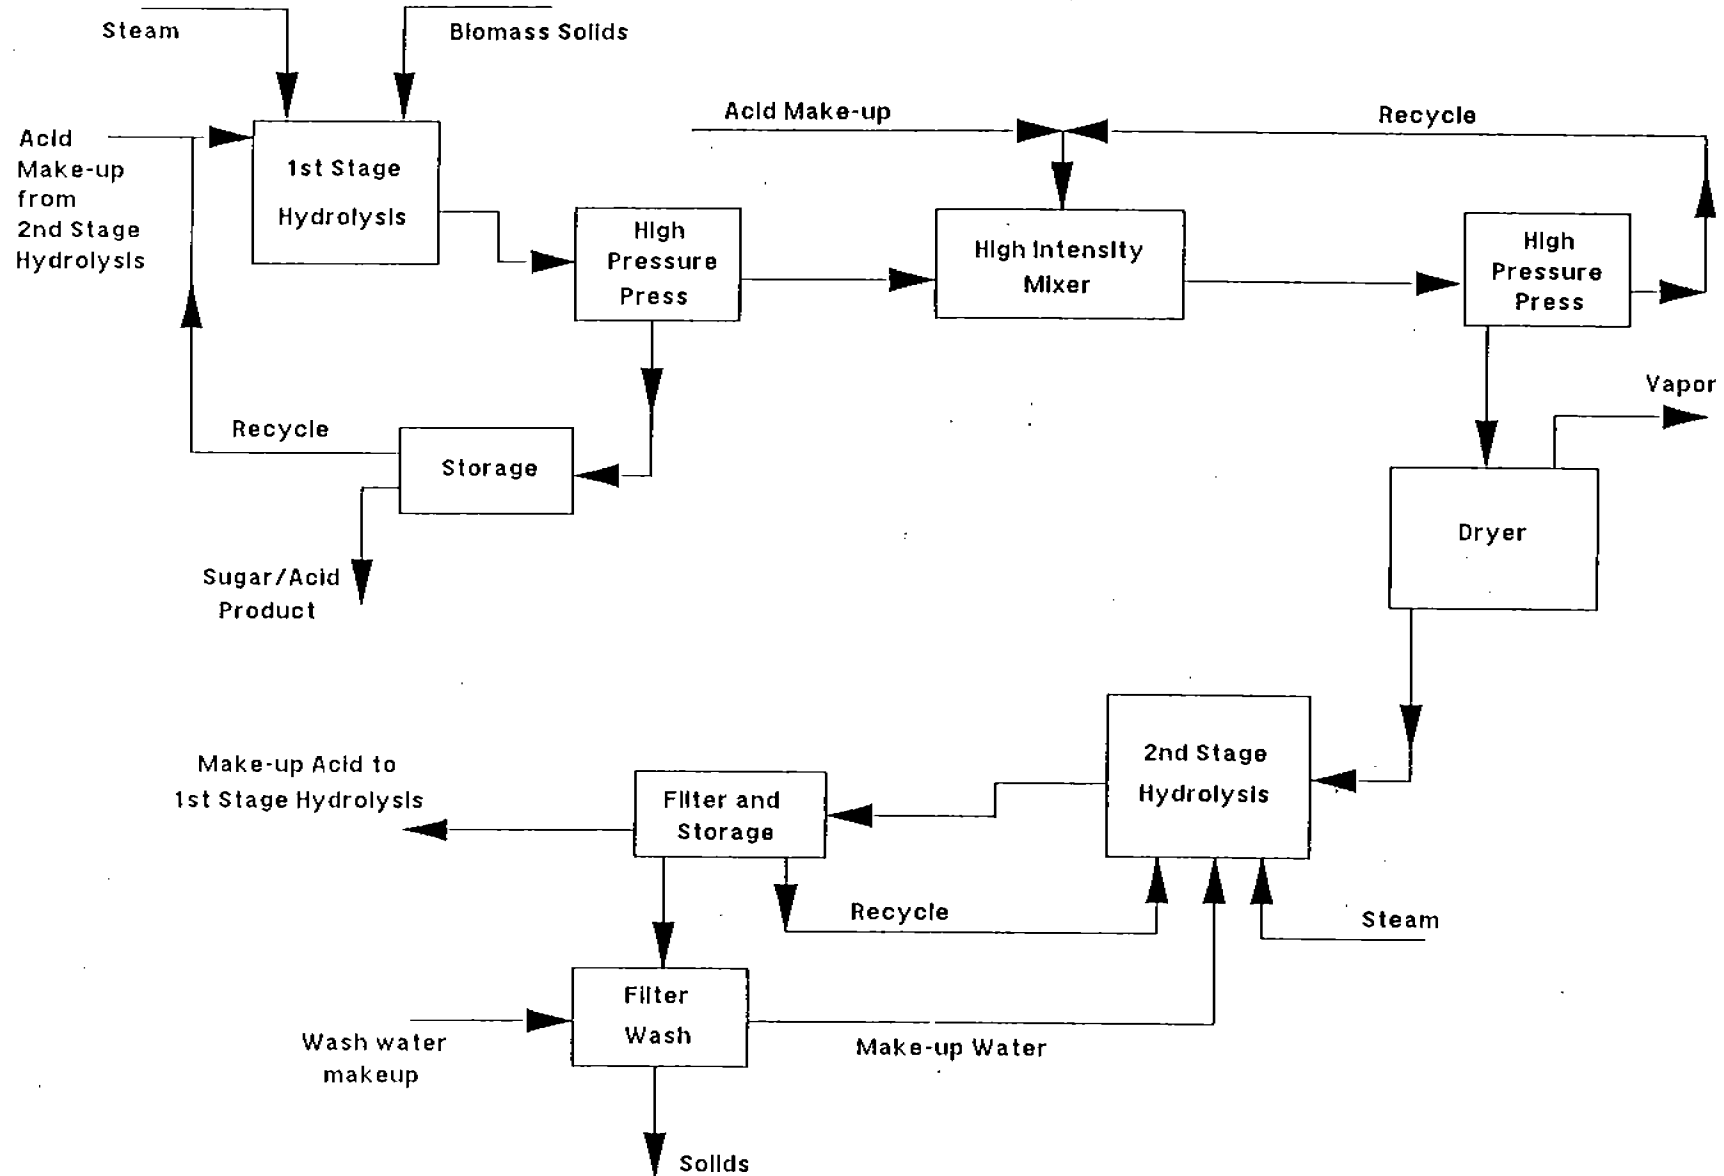 Steam
Biomass Solids
Acid Make-up
Recycle
Acid
Make-up
from
2nd Stage
Hydrolysis
1st Stage
Hydrolysis
High
Pressure
Press
High Intensity
Mixer
High
Pressure
Press
Vapor
Recycle
Storage
Dryer
Sugar/Acid
Product
2nd Stage
Hydrolysis
Make-up Acid to
1st Stage Hydrolysis
Filter and
Storage
Recycle
Steam
Filter
Wash
Wash water
makeup
Make-up Water
Solids